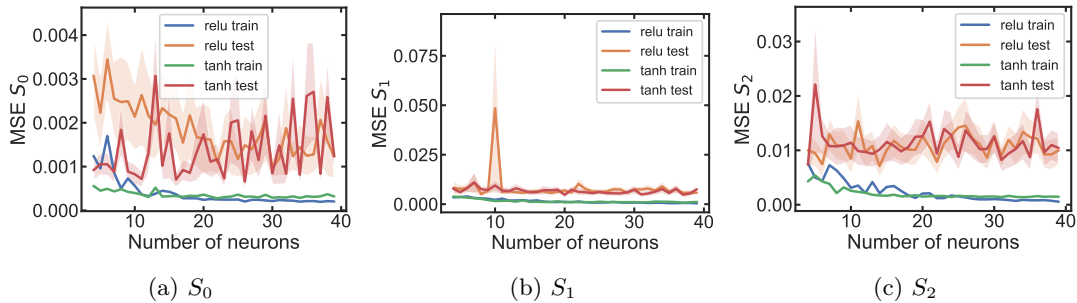 MSE S₀
0.004
0.003
0.002
0.001
0.000
relu train
relu test
tanh train
tanh test
0 10 20 30 40
Number of neurons
(a) S₀
MSE S₁
0.075
0.050
0.025
0.000
relu train
relu test
tanh train
tanh test
0 10 20 30 40
Number of neurons
(b) S₁
MSE S₂
0.03
0.02
0.01
0.00
relu train
relu test
tanh train
tanh test
10 20 30 40
Number of neurons
(c) S₂